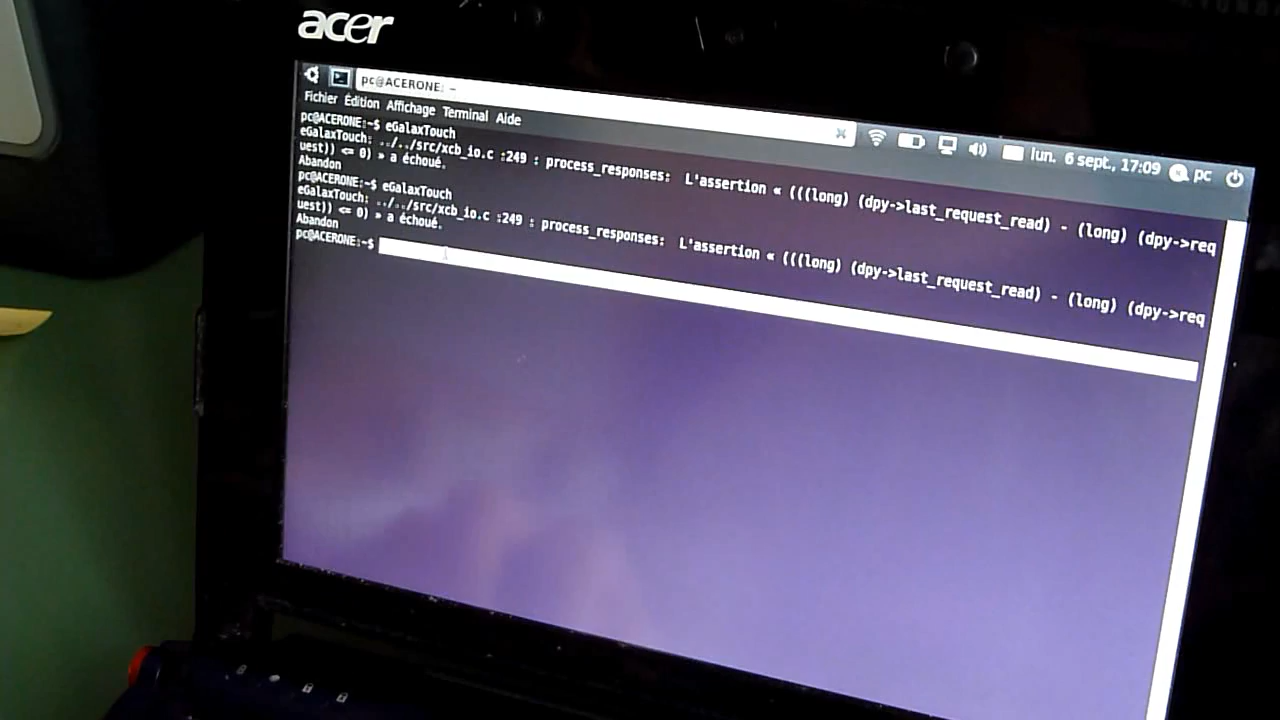 acer
pc@ACERONE: ~
lun. 6 sept, 17:09 pc
Fichier Édition Affichage Terminal Aide
pc@ACERONE:~$ eGalaxTouch
eGalaxTouch: ../../src/xcb_io.c :249 : process_responses: L'assertion « (((long) (dpy->last_request_read) - (long) (dpy->req
uest)) <= 0) » a échoué.
Abandon
pc@ACERONE:~$ eGalaxTouch
eGalaxTouch: ../../src/xcb_io.c :249 : process_responses: L'assertion « (((long) (dpy->last_request_read) - (long) (dpy->req
uest)) <= 0) » a échoué.
Abandon
pc@ACERONE:~$